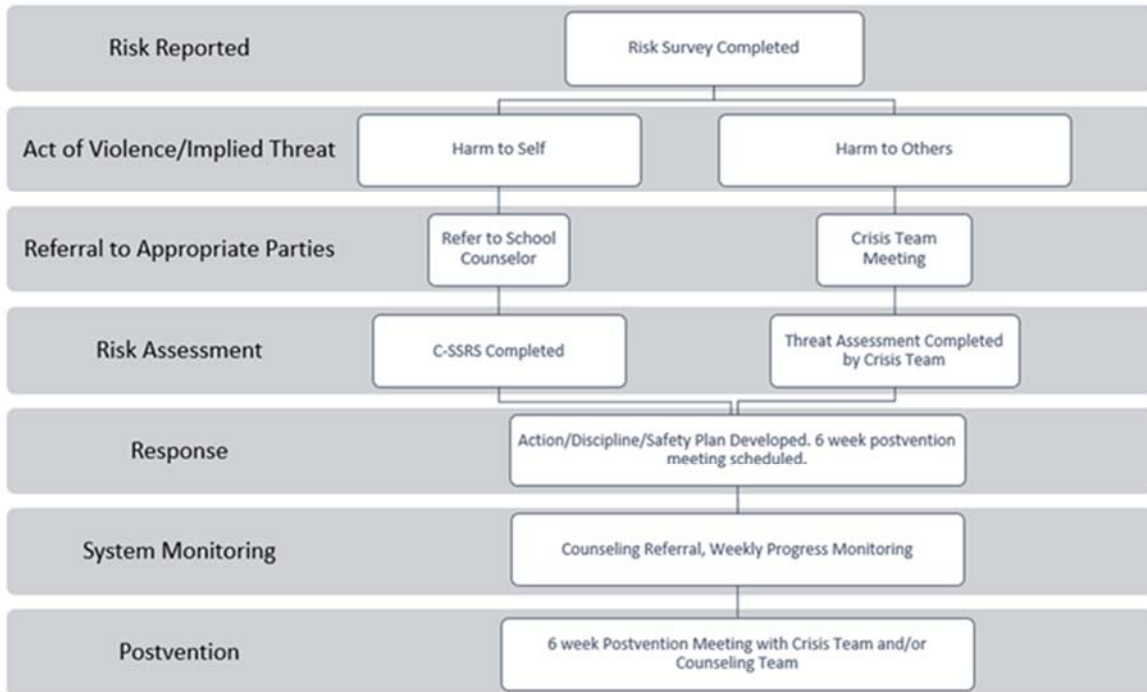 Risk Reported
Risk Survey Completed
Act of Violence/Implied Threat
Harm to Self
Harm to Others
Referral to Appropriate Parties
Refer to School
Counselor
Crisis Team
Meeting
Risk Assessment
C-SSRS Completed
Threat Assessment Completed
by Crisis Team
Response
Action/Discipline/Safety Plan Developed. 6 week postvention
meeting scheduled.
System Monitoring
Counseling Referral, Weekly Progress Monitoring
Postvention
6 week Postvention Meeting with Crisis Team and/or
Counseling Team